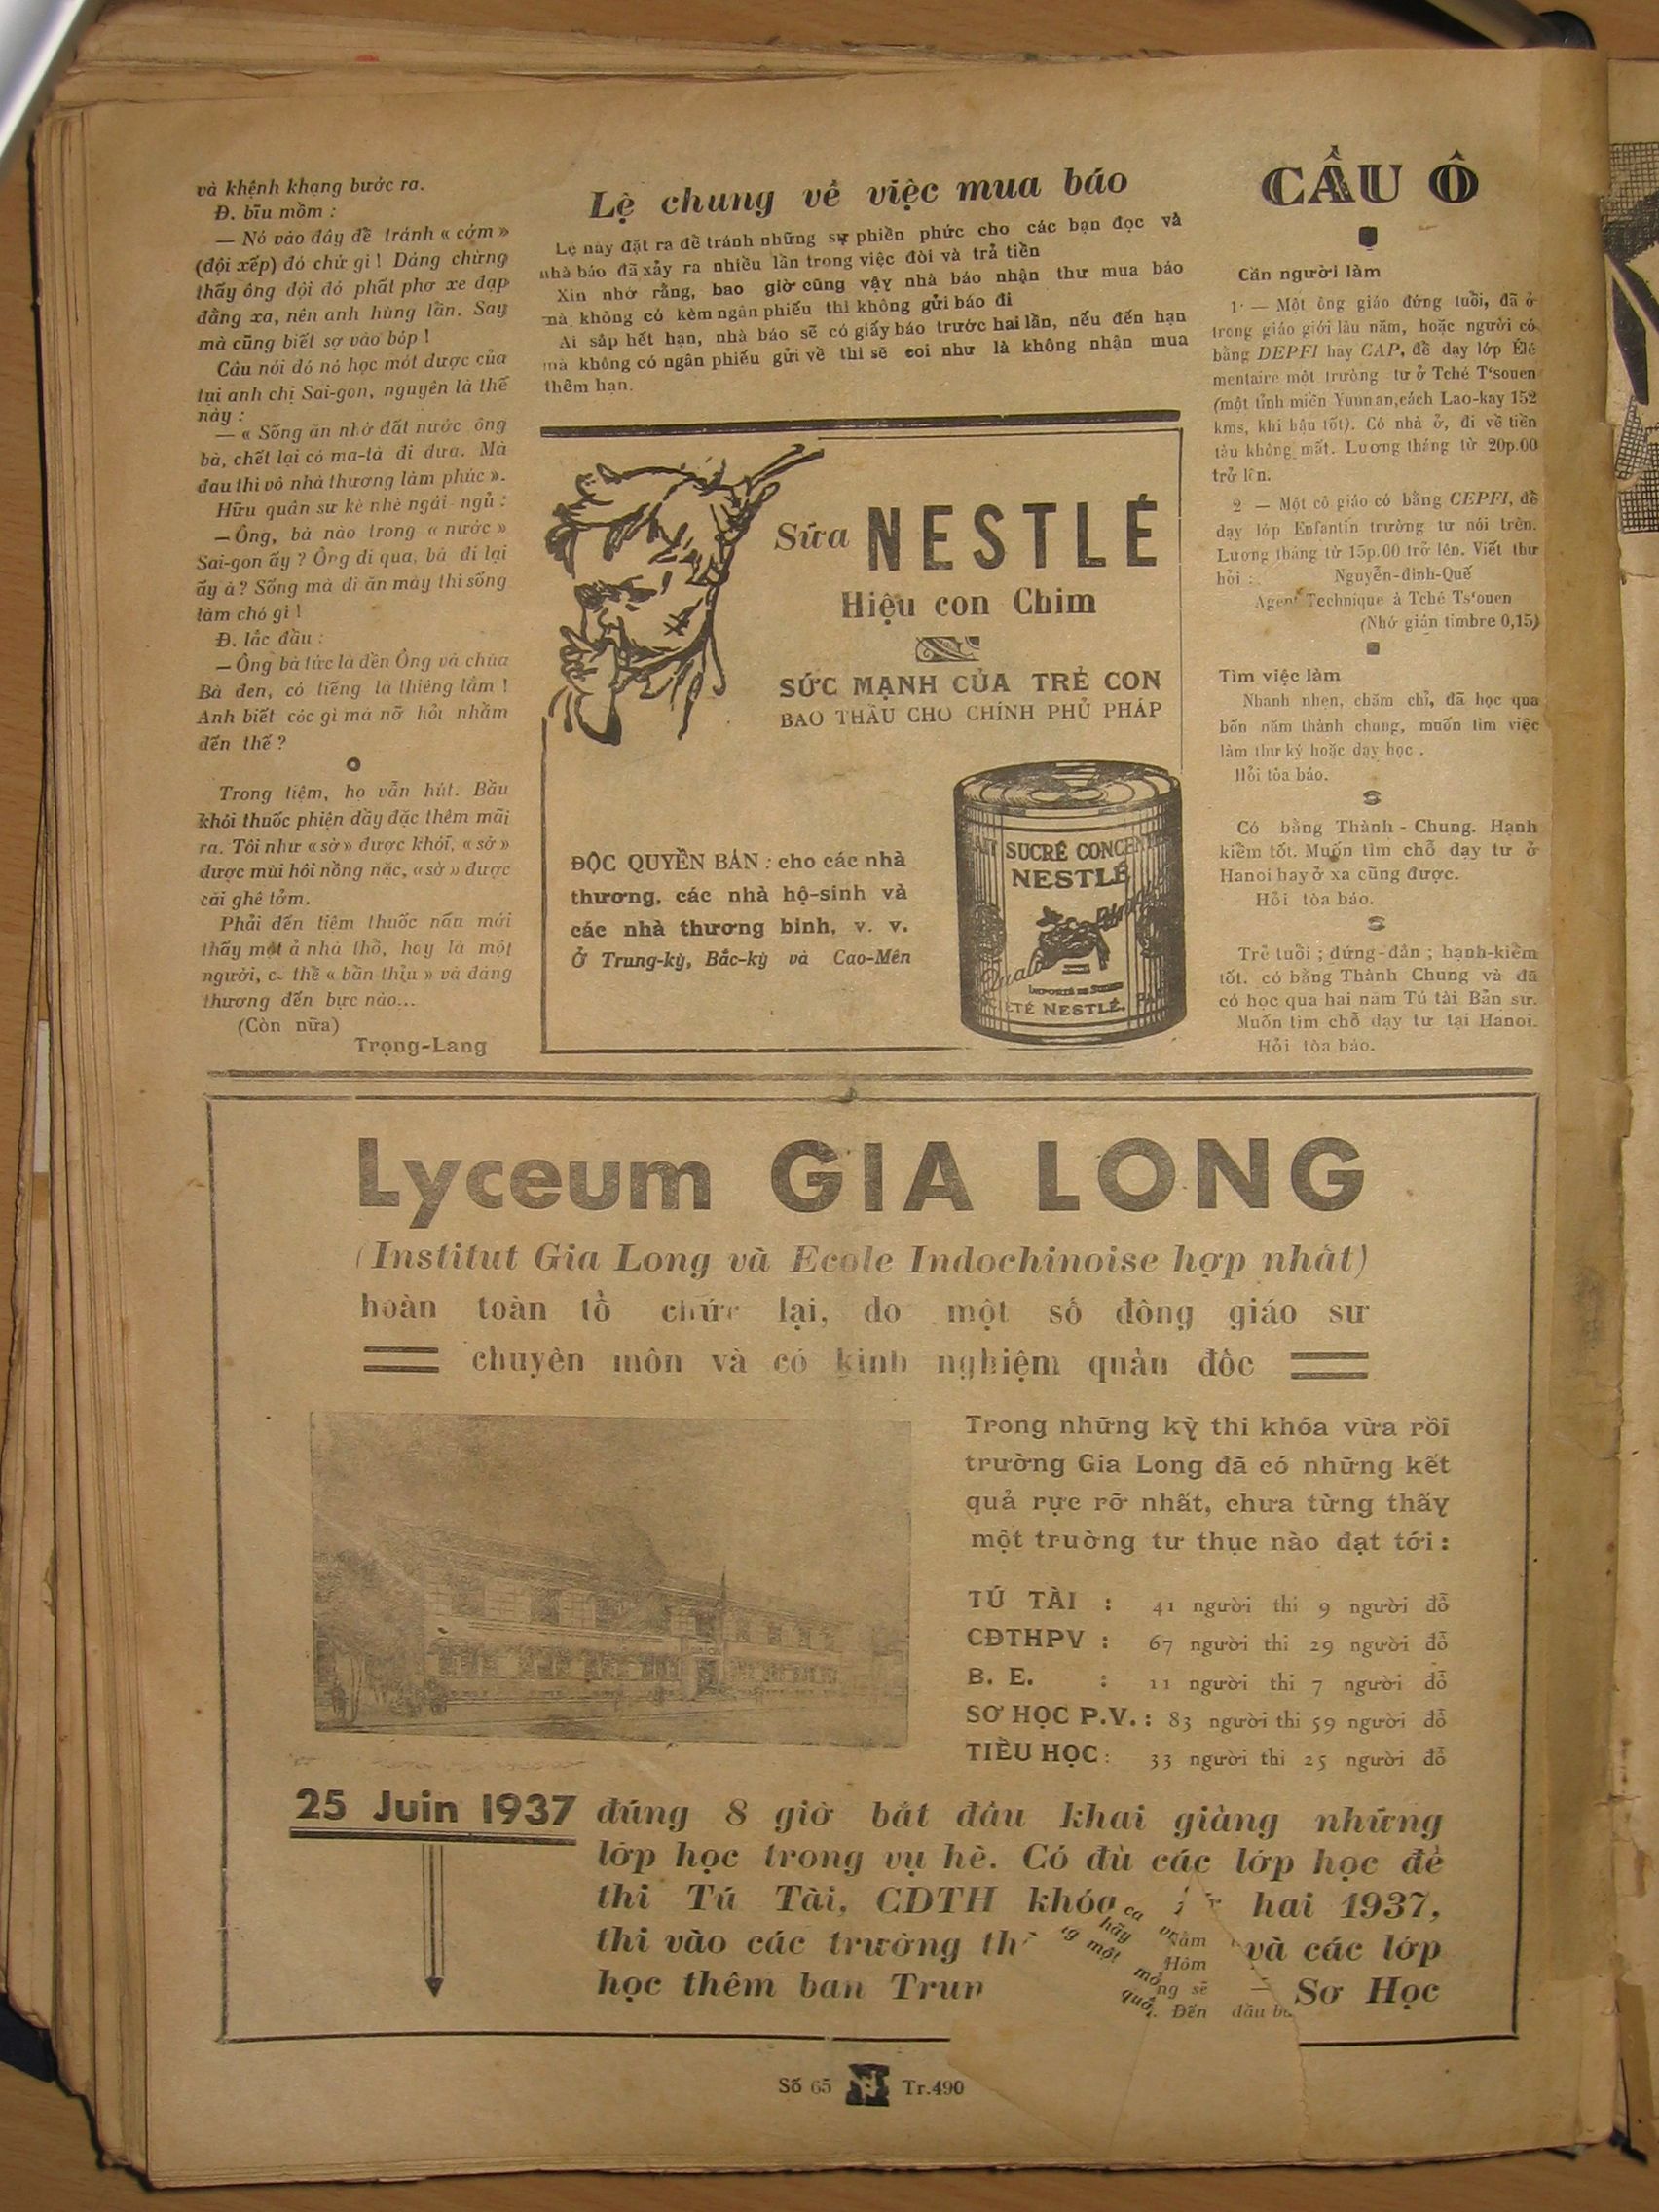 và khệnh khạng bước ra.
Đ. bĩu mồm :
— Nó vào đây để tránh « cớm »
(đội xếp) đó chứ gì ! Dáng chừng
thấy ông đội đó phất phơ xe đạp
đằng xa, nên anh hùng lần. Say
mà cũng biết sợ vào bóp !
Câu nói đó nó học mót được của
tụi anh chị Sai-gon, nguyên là thế
này :
— « Sống ăn nhờ đất nước ông
bà, chết lại có ma-tà đi đưa. Mà
đau thì vô nhà thương làm phúc ».
Hữu quân sư kè nhè ngái ngủ :
— Ông, bà nào trong « nước »
Sai-gon ấy ? Ông đi qua, bà đi lại
ấy à ? Sống mà đi ăn mày thì sống
làm chó gì !
Đ. lắc đầu :
— Ông bà tức là đền Ông và chùa
Bà đen, có tiếng là thiêng lắm !
Anh biết cóc gì mà nỡ hỏi nhầm
đến thế ?
Trong tiệm, họ vẫn hút. Bầu
khói thuốc phiện đầy đặc thêm mãi
ra. Tôi như « sờ » được khói, « sờ »
được mùi hôi nồng nặc, « sờ » được
cái ghê tởm.
Phải đến tiệm thuốc nấu mới
thấy một ả nhà thổ, hay là một
người, có thể « bần thỉu » và đáng
thương đến bực nào...
(Còn nữa)
Trọng-Lang
Lệ chung về việc mua báo
Lệ này đặt ra để tránh những sự phiền phức cho các bạn đọc và
nhà báo đã xẩy ra nhiều lần trong việc đòi và trả tiền
Xin nhớ rằng, bao giờ cũng vậy nhà báo nhận thư mua báo
mà không có kèm ngân phiếu thì không gửi báo đi
Ai sắp hết hạn, nhà báo sẽ có giấy báo trước hai lần, nếu đến hạn
mà không có ngân phiếu gửi về thì sẽ coi như là không nhận mua
thêm hạn.
Sữa NESTLÉ
Hiệu con Chim
SỨC MẠNH CỦA TRẺ CON
BAO THẦU CHO CHÍNH PHỦ PHÁP
ĐỘC QUYỀN BÁN : cho các nhà
thương, các nhà hộ-sinh và
các nhà thương binh, v. v.
Ở Trung-kỳ, Bắc-kỳ và Cao-Mên
SUCRÉ CONCEN
NESTLÉ
IMPORTÉ DE SUISSE
NESTLÉ.
CẦU Ô
Cần người làm
1· — Một ông giáo đứng tuổi, đã ở
trong giáo giới lâu năm, hoặc người có
bằng DEPFI hay CAP, để dạy lớp Élé
mentaire một trường tư ở Tché T'souen
(một tỉnh miền Yunnan, cách Lao-kay 152
kms, khí hậu tốt). Có nhà ở, đi về tiền
tàu không mất. Lương tháng từ 20p.00
trở lên.
2 — Một cô giáo có bằng CEPFI, để
dạy lớp Enfantin trường tư nói trên.
Lương tháng từ 15p.00 trở lên. Viết thư
hỏi : Nguyễn-đình-Quế
Agent Technique à Tché Ts'ouen
(Nhớ gián timbre 0,15)
Tìm việc làm
Nhanh nhẹn, chăm chỉ, đã học qua
bốn năm thành chung, muốn tìm việc
làm thư ký hoặc dạy học .
Hỏi tòa báo.
Có bằng Thành - Chung. Hạnh
kiểm tốt. Muốn tìm chỗ dạy tư ở
Hanoi hay ở xa cũng được.
Hỏi tòa báo.
Trẻ tuổi ; đứng-đắn ; hạnh-kiểm
tốt. có bằng Thành Chung và đã
có học qua hai năm Tú tài Bản sứ.
Muốn tìm chỗ dạy tư tại Hanoi.
Hỏi tòa báo.
Lyceum GIA LONG
(Institut Gia Long và Ecole Indochinoise hợp nhất)
hoàn toàn tổ chức lại, do một số đông giáo sư
chuyên môn và có kinh nghiệm quản đốc
Trong những kỳ thi khóa vừa rồi
trường Gia Long đã có những kết
quả rực rỡ nhất, chưa từng thấy
một trường tư thục nào đạt tới :
TÚ TÀI : 41 người thi 9 người đỗ
CĐTHPV : 67 người thi 29 người đỗ
B. E. : 11 người thi 7 người đỗ
SƠ HỌC P.V. : 83 người thi 59 người đỗ
TIỂU HỌC : 33 người thi 25 người đỗ
25 Juin 1937 đúng 8 giờ bắt đầu khai giảng những
lớp học trong vụ hè. Có đủ các lớp học để
thi Tú Tài, CĐTH khóa hai 1937,
thi vào các trường và các lớp
học thêm ban Sơ Học
Số 65 Tr.490